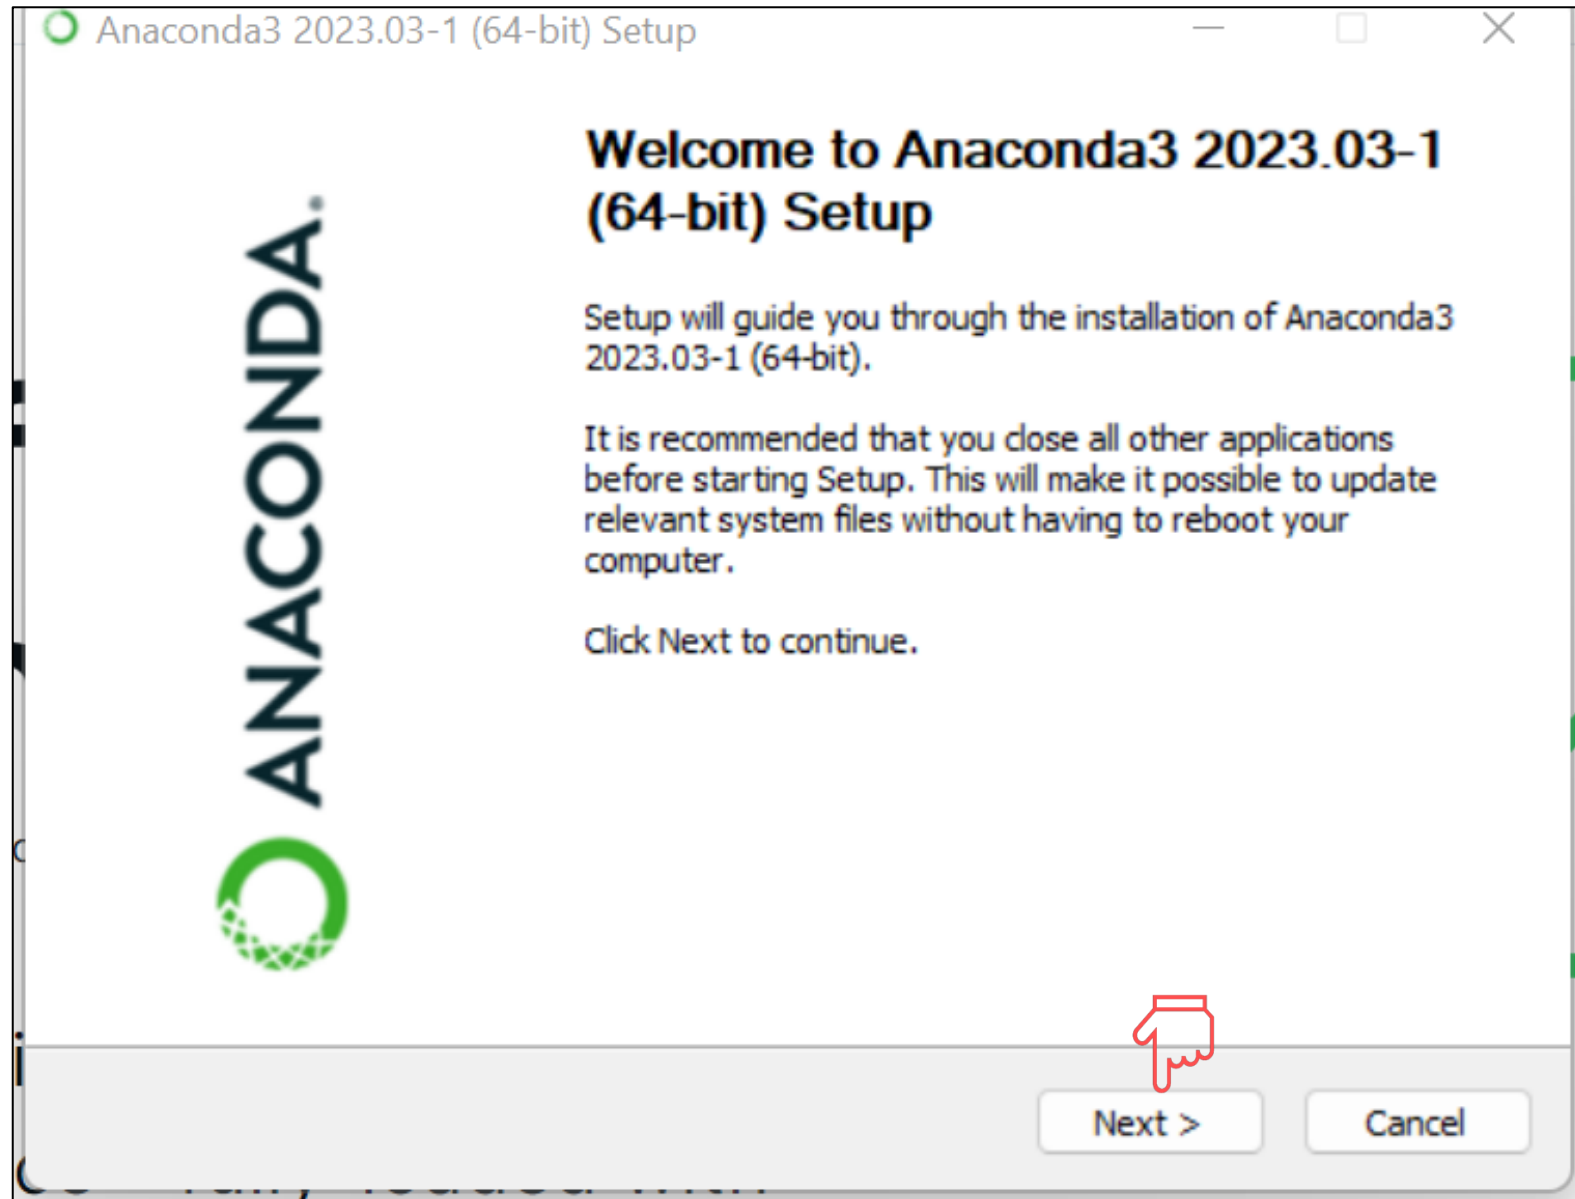 Anaconda3 2023.03-1 (64-bit) Setup
Welcome to Anaconda3 2023.03-1
(64-bit) Setup
ANACONDA.
Setup will guide you through the installation of Anaconda3
2023.03-1 (64-bit).
It is recommended that you close all other applications
before starting Setup. This will make it possible to update
relevant system files without having to reboot your
computer.
Click Next to continue.
Next >
Cancel